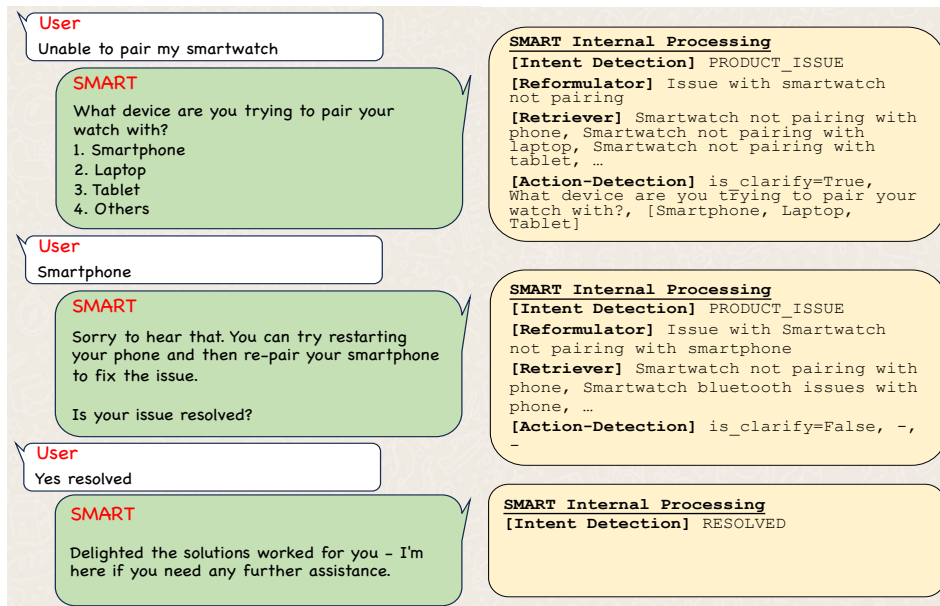 User
Unable to pair my smartwatch
SMART
What device are you trying to pair your
watch with?
1. Smartphone
2. Laptop
3. Tablet
4. Others
SMART Internal Processing
[Intent Detection] PRODUCT_ISSUE
[Reformulator] Issue with smartwatch
not pairing
[Retriever] Smartwatch not pairing with
phone, Smartwatch not pairing with
laptop, Smartwatch not pairing with
tablet, …
[Action-Detection] is_clarify=True,
What device are you trying to pair your
watch with?, [Smartphone, Laptop,
Tablet]
User
Smartphone
SMART
Sorry to hear that. You can try restarting
your phone and then re-pair your smartphone
to fix the issue.
Is your issue resolved?
SMART Internal Processing
[Intent Detection] PRODUCT_ISSUE
[Reformulator] Issue with Smartwatch
not pairing with smartphone
[Retriever] Smartwatch not pairing with
phone, Smartwatch bluetooth issues with
phone, …
[Action-Detection] is_clarify=False, -,
-
User
Yes resolved
SMART
Delighted the solutions worked for you - I'm
here if you need any further assistance.
SMART Internal Processing
[Intent Detection] RESOLVED